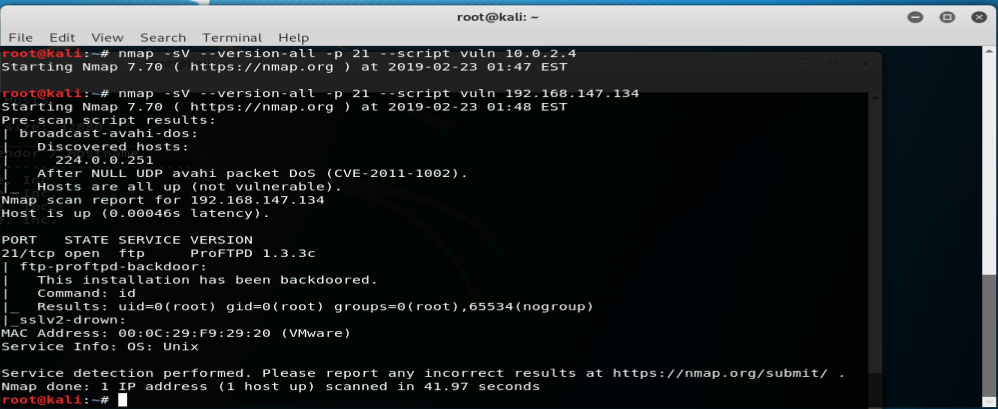 root@kali: ~
File Edit View Search Terminal Help
root@kali:~# nmap -sV --version-all -p 21 --script vuln 10.0.2.4
Starting Nmap 7.70 ( https://nmap.org ) at 2019-02-23 01:47 EST
root@kali:~# nmap -sV --version-all -p 21 --script vuln 192.168.147.134
Starting Nmap 7.70 ( https://nmap.org ) at 2019-02-23 01:48 EST
Pre-scan script results:
| broadcast-avahi-dos:
|   Discovered hosts:
|     224.0.0.251
|   After NULL UDP avahi packet DoS (CVE-2011-1002).
|_  Hosts are all up (not vulnerable).
Nmap scan report for 192.168.147.134
Host is up (0.00046s latency).
PORT   STATE SERVICE VERSION
21/tcp open  ftp     ProFTPD 1.3.3c
| ftp-proftpd-backdoor:
|   This installation has been backdoored.
|   Command: id
|_  Results: uid=0(root) gid=0(root) groups=0(root),65534(nogroup)
|_sslv2-drown:
MAC Address: 00:0C:29:F9:29:20 (VMware)
Service Info: OS: Unix
Service detection performed. Please report any incorrect results at https://nmap.org/submit/ .
Nmap done: 1 IP address (1 host up) scanned in 41.97 seconds
root@kali:~#